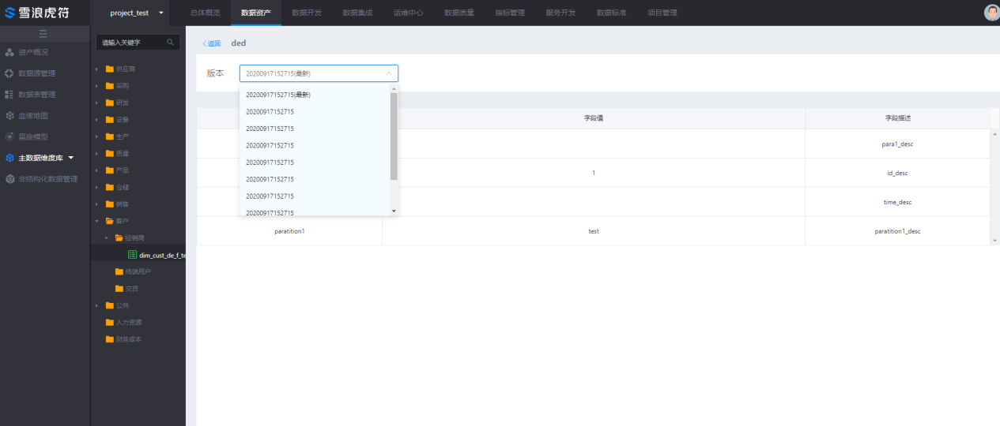 雪浪虎符
project_test
总体概览
数据资产
数据开发
数据集成
运维中心
数据质量
指标管理
服务开发
数据标准
项目管理
资产概况
数据源管理
数据表管理
血缘地图
星座模型
主数据维度库
非结构化数据管理
请输入关键字
供应商
采购
研发
设备
生产
质量
产品
仓储
销售
客户
经销商
dim_cust_de_f_te
终端用户
交货
公共
人力资源
财务成本
返回 ded
版本 20200917152715(最新)
20200917152715(最新)
20200917152715
20200917152715
20200917152715
20200917152715
20200917152715
20200917152715
20200917152715
字段值 字段描述
para1_desc
1 id_desc
time_desc
paratition1 test paratition1_desc